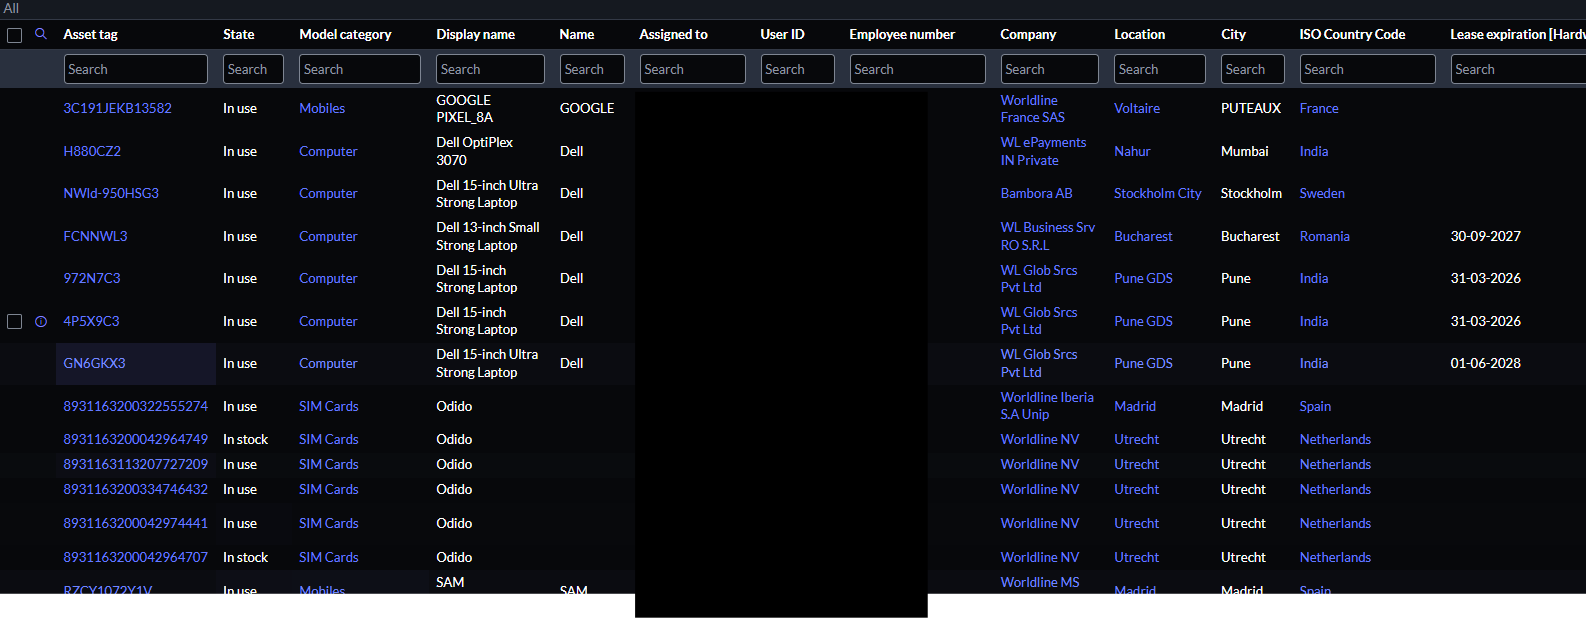 All
Asset tag State Model category Display name Name Assigned to User ID Employee number Company Location City ISO Country Code Lease expiration [Hardw
Search Search Search Search Search Search Search Search Search Search Search Search Search
3C191JEKB13582 In use Mobiles GOOGLE PIXEL_8A GOOGLE Worldline France SAS Voltaire PUTEAUX France
H880CZ2 In use Computer Dell OptiPlex 3070 Dell WL ePayments IN Private Nahur Mumbai India
NWld-950HSG3 In use Computer Dell 15-inch Ultra Strong Laptop Dell Bambora AB Stockholm City Stockholm Sweden
FCNNWL3 In use Computer Dell 13-inch Small Strong Laptop Dell WL Business Srv RO S.R.L Bucharest Bucharest Romania 30-09-2027
972N7C3 In use Computer Dell 15-inch Strong Laptop Dell WL Glob Srcs Pvt Ltd Pune GDS Pune India 31-03-2026
4P5X9C3 In use Computer Dell 15-inch Strong Laptop Dell WL Glob Srcs Pvt Ltd Pune GDS Pune India 31-03-2026
GN6GKX3 In use Computer Dell 15-inch Ultra Strong Laptop Dell WL Glob Srcs Pvt Ltd Pune GDS Pune India 01-06-2028
8931163200322555274 In use SIM Cards Odido Worldline Iberia S.A Unip Madrid Madrid Spain
8931163200042964749 In stock SIM Cards Odido Worldline NV Utrecht Utrecht Netherlands
8931163113207727209 In use SIM Cards Odido Worldline NV Utrecht Utrecht Netherlands
8931163200334746432 In use SIM Cards Odido Worldline NV Utrecht Utrecht Netherlands
8931163200042974441 In use SIM Cards Odido Worldline NV Utrecht Utrecht Netherlands
8931163200042964707 In stock SIM Cards Odido Worldline NV Utrecht Utrecht Netherlands
RZCY1072Y1V In use Mobiles SAM SAM Worldline MS Madrid Madrid Spain